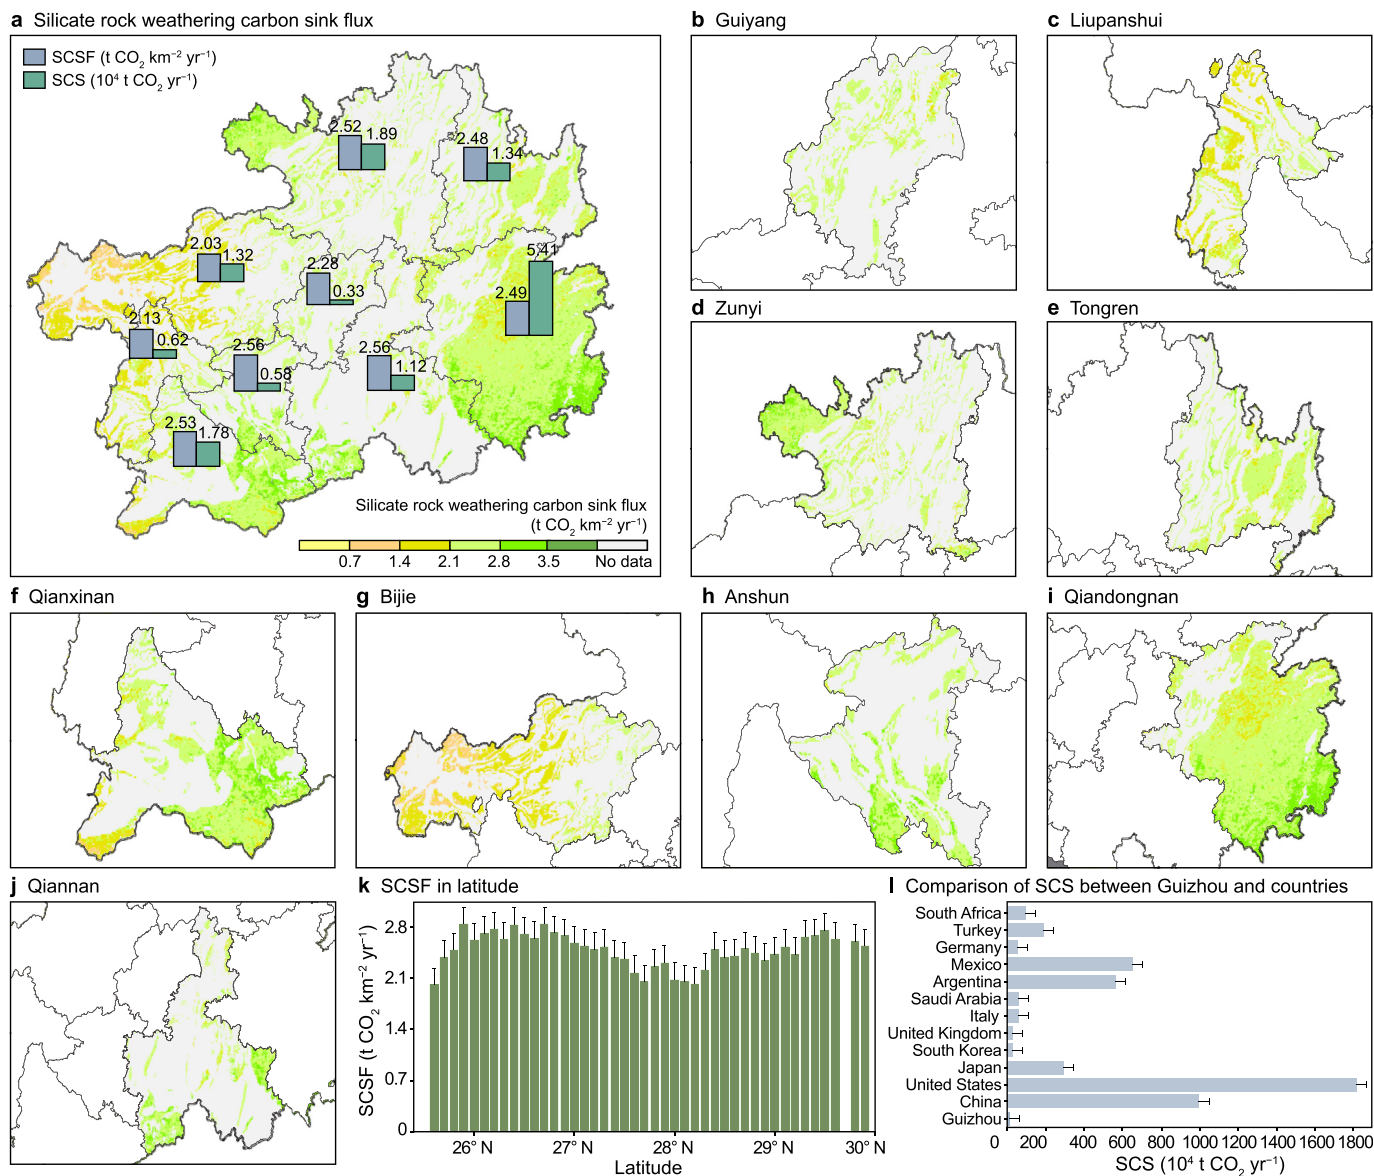 a Silicate rock weathering carbon sink flux
SCSF (t CO₂ km⁻² yr⁻¹)
SCS (10⁴ t CO₂ yr⁻¹)
2.52
1.89
2.48
1.34
2.03
1.32
2.28
0.33
5.41
2.49
2.13
0.62
2.56
0.58
2.56
1.12
2.53
1.78
Silicate rock weathering carbon sink flux
(t CO₂ km⁻² yr⁻¹)
0.7 1.4 2.1 2.8 3.5 No data
b Guiyang
c Liupanshui
d Zunyi
e Tongren
f Qianxinan
g Bijie
h Anshun
i Qiandongnan
j Qiannan
k SCSF in latitude
SCSF (t CO₂ km⁻² yr⁻¹)
2.8
2.1
1.4
0.7
0
26° N 27° N 28° N 29° N 30° N
Latitude
l Comparison of SCS between Guizhou and countries
South Africa
Turkey
Germany
Mexico
Argentina
Saudi Arabia
Italy
United Kingdom
South Korea
Japan
United States
China
Guizhou
0 200 400 600 800 1000 1200 1400 1600 1800
SCS (10⁴ t CO₂ yr⁻¹)